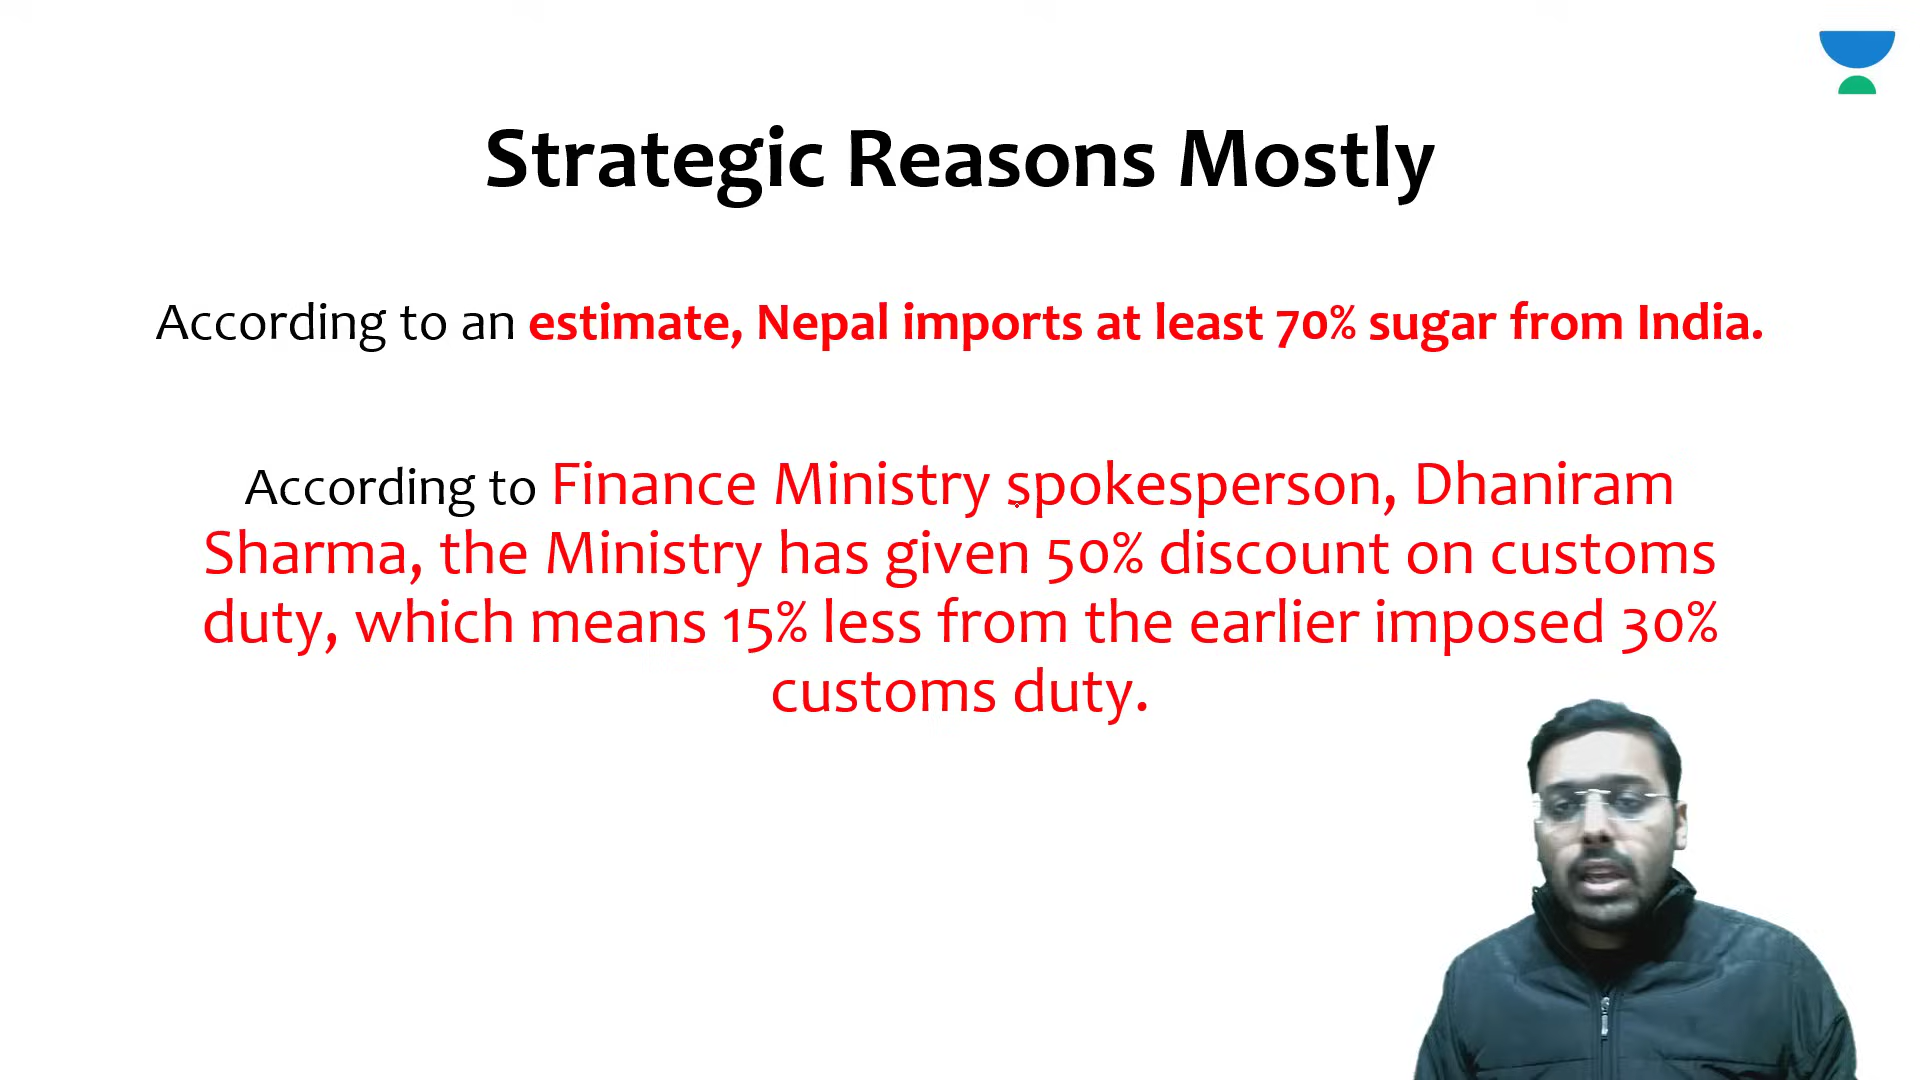 Strategic Reasons Mostly
According to an estimate, Nepal imports at least 70% sugar from India.
According to Finance Ministry spokesperson, Dhaniram
Sharma, the Ministry has given 50% discount on customs
duty, which means 15% less from the earlier imposed 30%
customs duty.